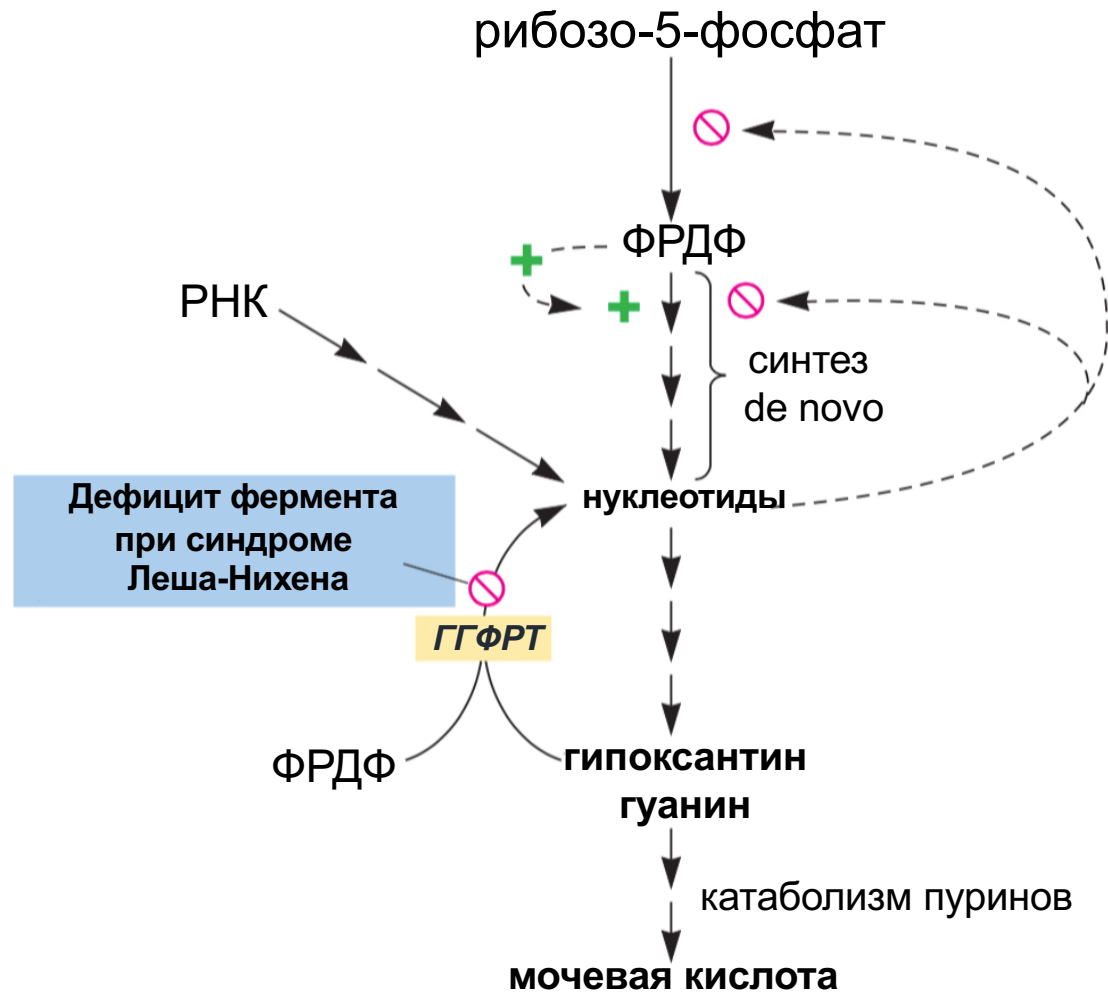 рибозо-5-фосфат
ФРДФ
РНК
синтез
de novo
Дефицит фермента
при синдроме
Леша-Нихена
нуклеотиды
ГГФРТ
ФРДФ
гипоксантин
гуанин
катаболизм пуринов
мочевая кислота